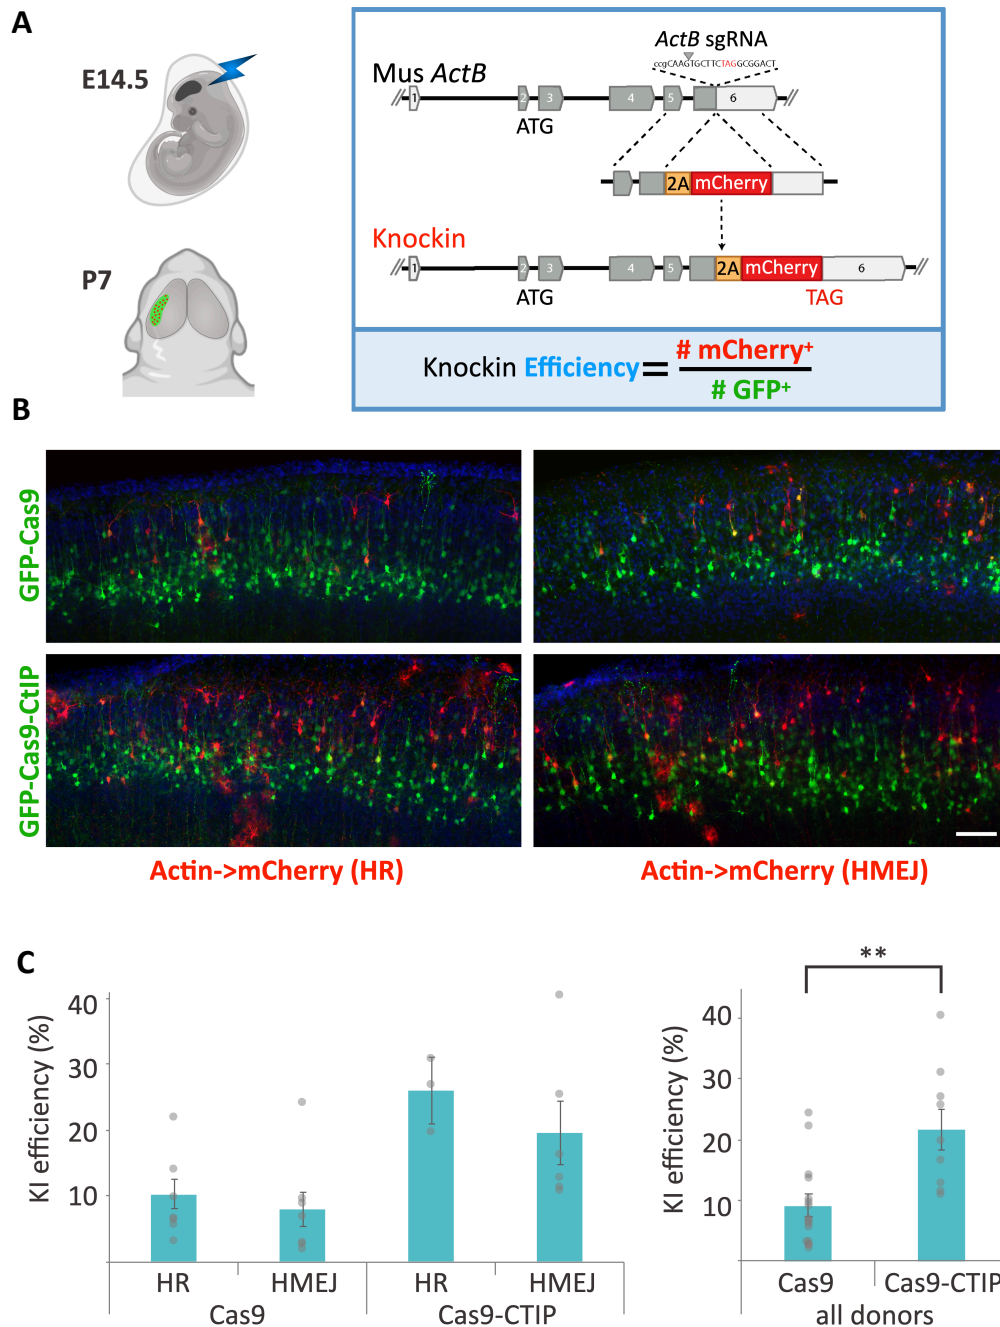 A
E14.5
P7
ActB sgRNA
ccgCAAGTGCTTCTAGGCGGACT
Mus ActB
1 2 3 4 5 6
ATG
2A mCherry
Knockin
1 2 3 4 5 2A mCherry 6
ATG TAG
Knockin Efficiency = # mCherry+
# GFP+
B
GFP-Cas9
GFP-Cas9-CtIP
Actin->mCherry (HR) Actin->mCherry (HMEJ)
C
KI efficiency (%)
40
30
20
10
HR HMEJ HR HMEJ
Cas9 Cas9-CTIP
**
KI efficiency (%)
40
30
20
10
Cas9 Cas9-CTIP
all donors